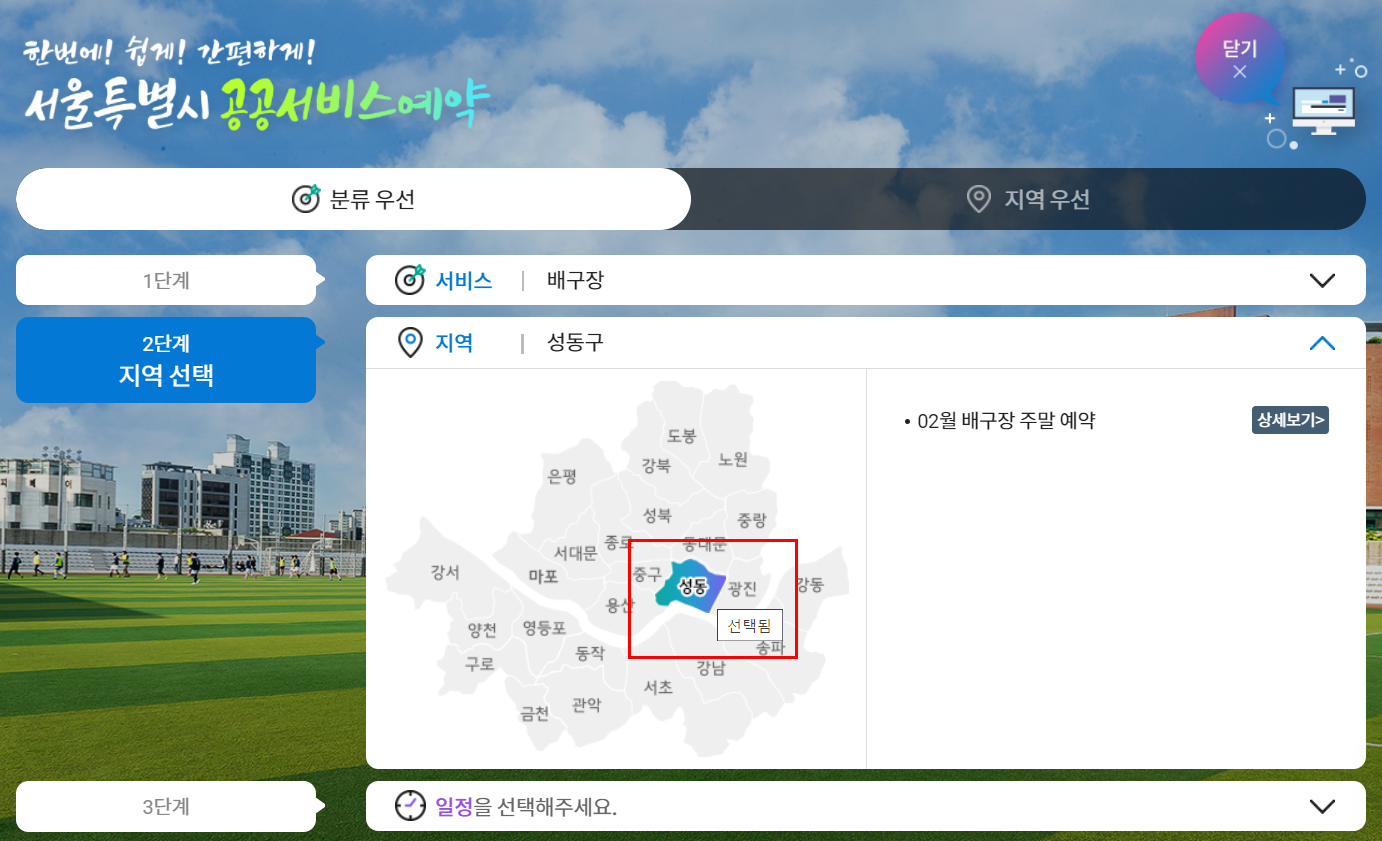 한번에! 쉽게! 간편하게!
서울특별시 공공서비스예약
닫기
분류 우선
지역 우선
1단계
서비스 | 배구장
2단계
지역 선택
지역 | 성동구
02월 배구장 주말 예약
상세보기>
도봉
강북
노원
은평
성북
중랑
종로
동대문
서대문
강서
마포
중구
성동
광진
강동
용산
양천
영등포
선택됨
동작
송파
구로
강남
서초
관악
금천
3단계
일정을 선택해주세요.